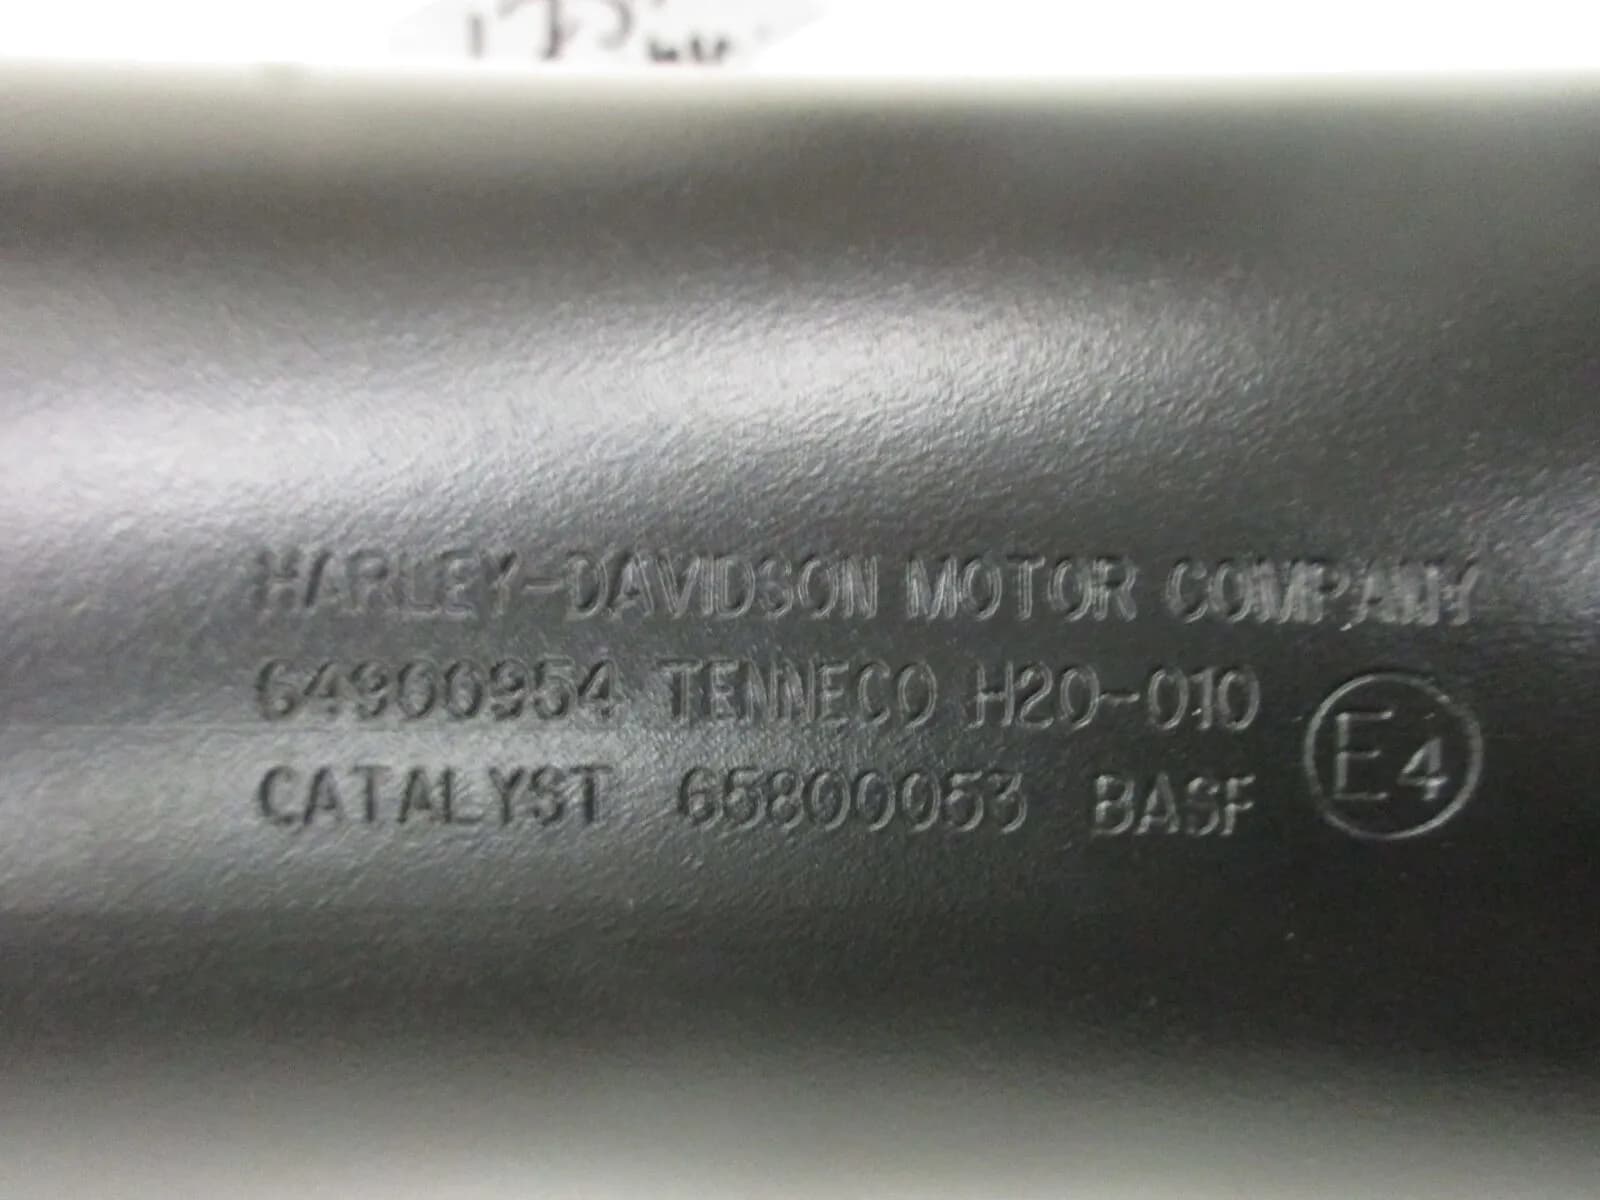 HARLEY-DAVIDSON MOTOR COMPANY
64900954 TENNECO H20-010
CATALYST 65800053 BASF
E4